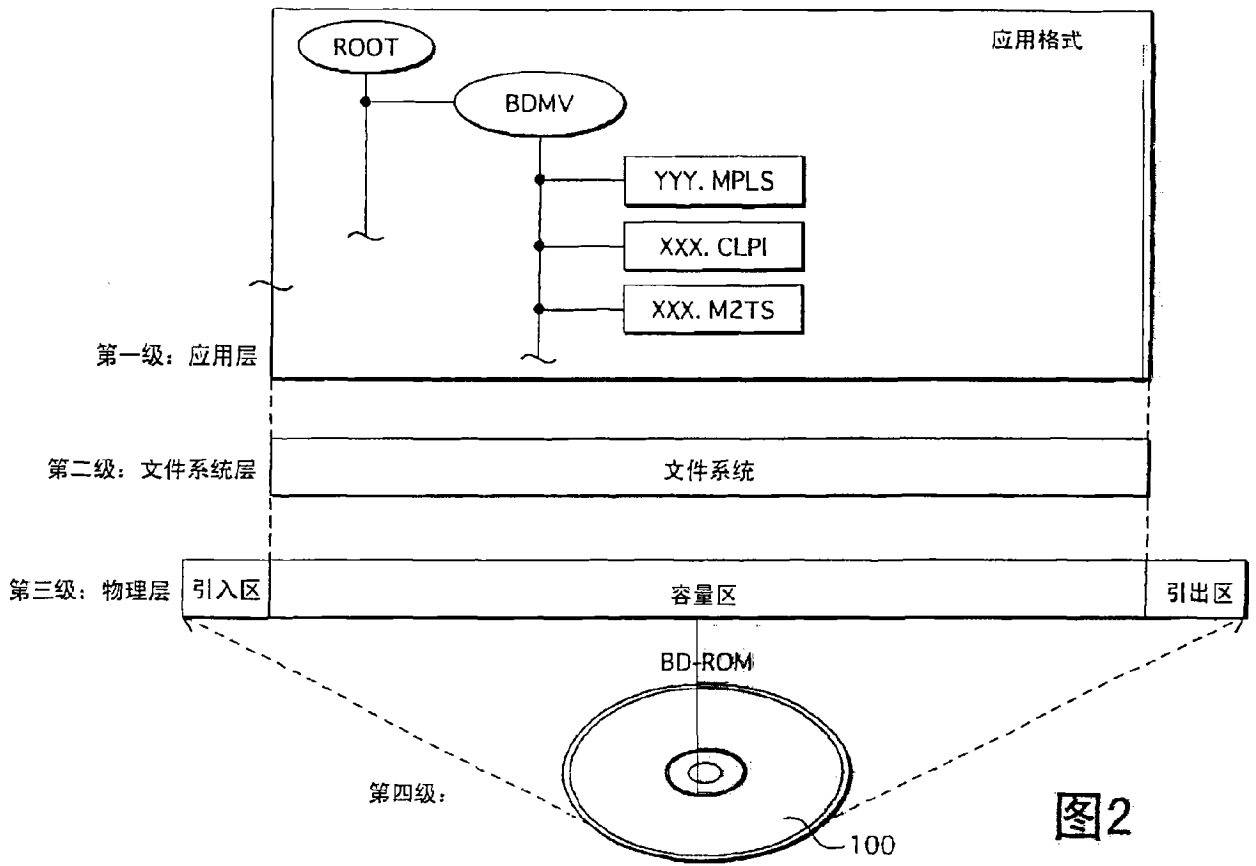 ROOT
应用格式
BDMV
YYY. MPLS
XXX. CLPI
XXX. M2TS
第一级：应用层
第二级：文件系统层
文件系统
第三级：物理层
引入区
容量区
引出区
BD-ROM
第四级：
100
图2